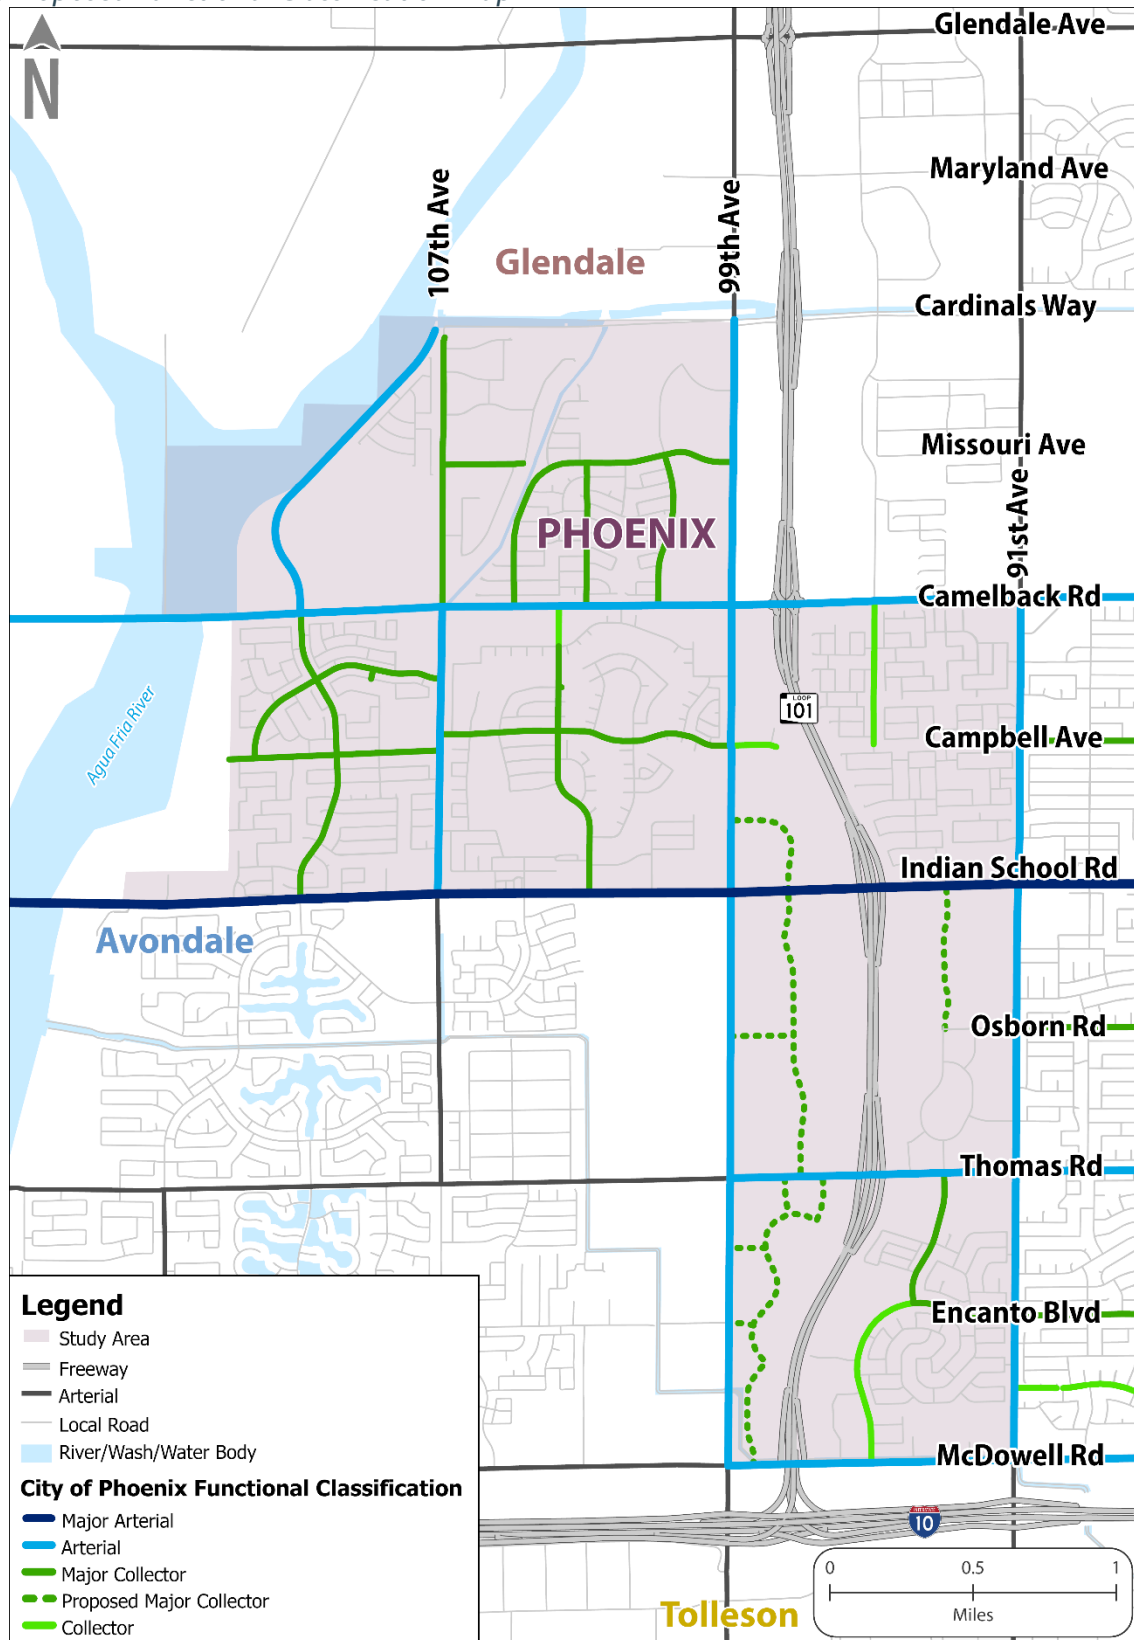 N
Glendale Ave
Maryland Ave
107th Ave
99th Ave
Glendale
Cardinals Way
Missouri Ave
91st Ave
PHOENIX
Camelback Rd
LOOP
101
Agua Fria River
Campbell Ave
Indian School Rd
Avondale
Osborn Rd
Thomas Rd
Encanto Blvd
McDowell Rd
INTERSTATE
10
Tolleson
Legend
Study Area
Freeway
Arterial
Local Road
River/Wash/Water Body
City of Phoenix Functional Classification
Major Arterial
Arterial
Major Collector
Proposed Major Collector
Collector
0 0.5 1
Miles